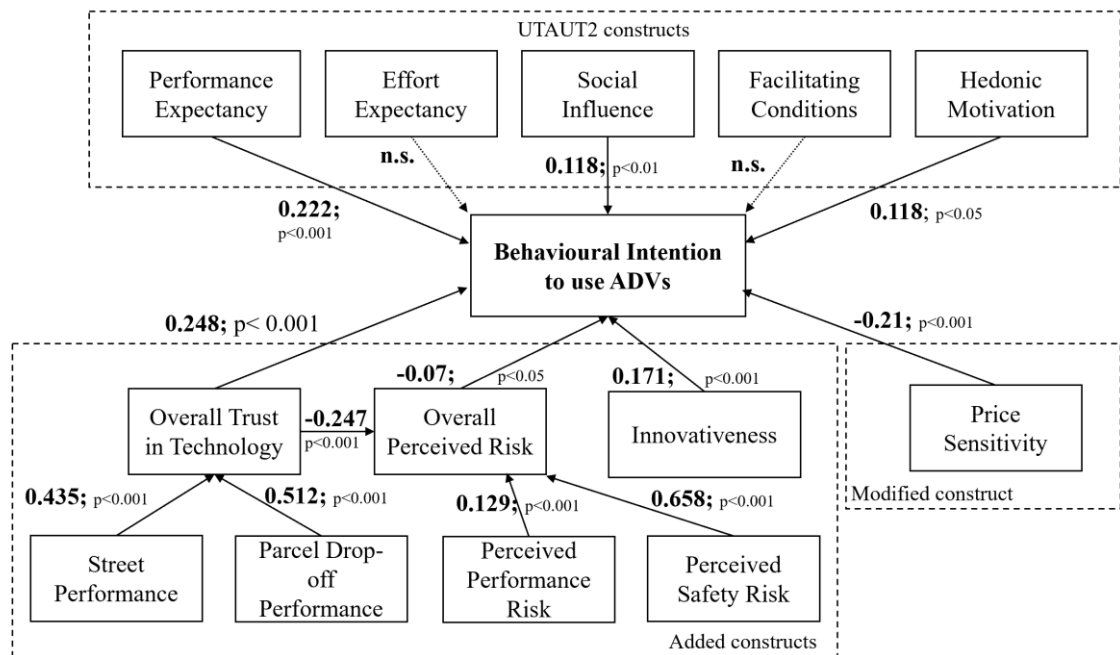 UTAUT2 constructs
Performance
Expectancy
Effort
Expectancy
Social
Influence
Facilitating
Conditions
Hedonic
Motivation
n.s.
0.118; p<0.01
n.s.
0.222;
p<0.001
0.118; p<0.05
Behavioural Intention
to use ADVs
0.248; p< 0.001
-0.21; p<0.001
-0.07; p<0.05
0.171; p<0.001
Overall Trust
in Technology
-0.247
p<0.001
Overall
Perceived Risk
Innovativeness
Price
Sensitivity
0.435; p<0.001
0.512; p<0.001
0.129; p<0.001
0.658; p<0.001
Modified construct
Street
Performance
Parcel Drop-
off
Performance
Perceived
Performance
Risk
Perceived
Safety Risk
Added constructs